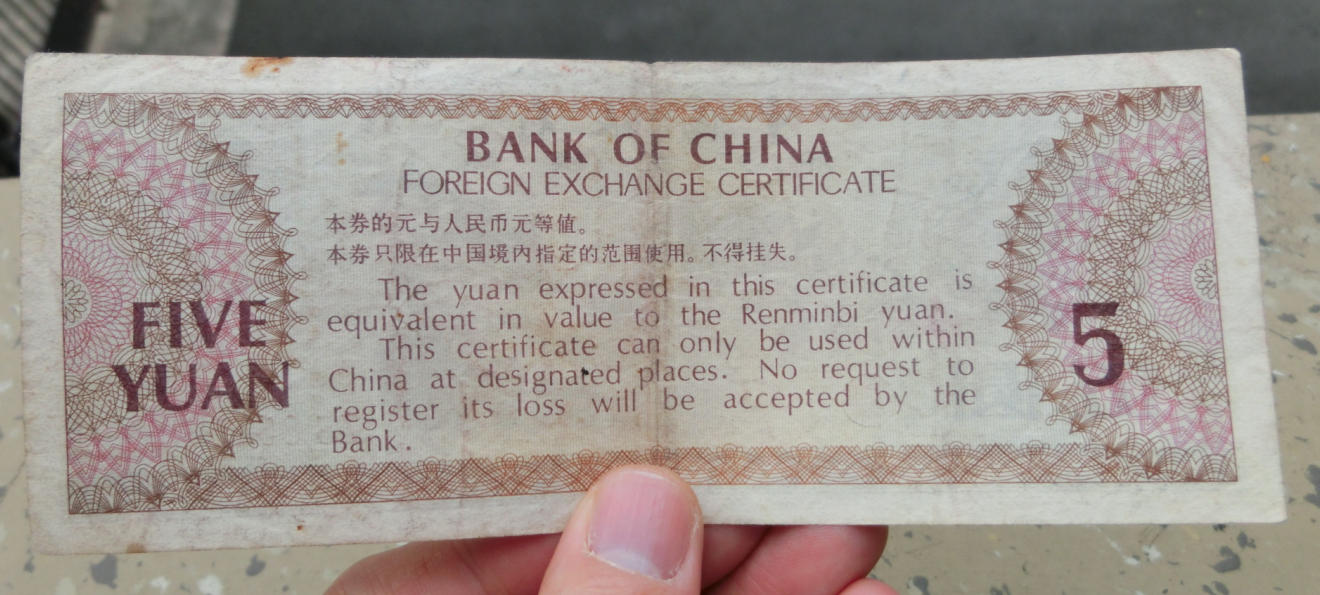 BANK OF CHINA
FOREIGN EXCHANGE CERTIFICATE
本券的元与人民币元等值。
本券只限在中国境内指定的范围使用。不得挂失。
The yuan expressed in this certificate is
equivalent in value to the Renminbi yuan.
This certificate can only be used within
China at designated places. No request to
register its loss will be accepted by the
Bank.
FIVE
YUAN
5